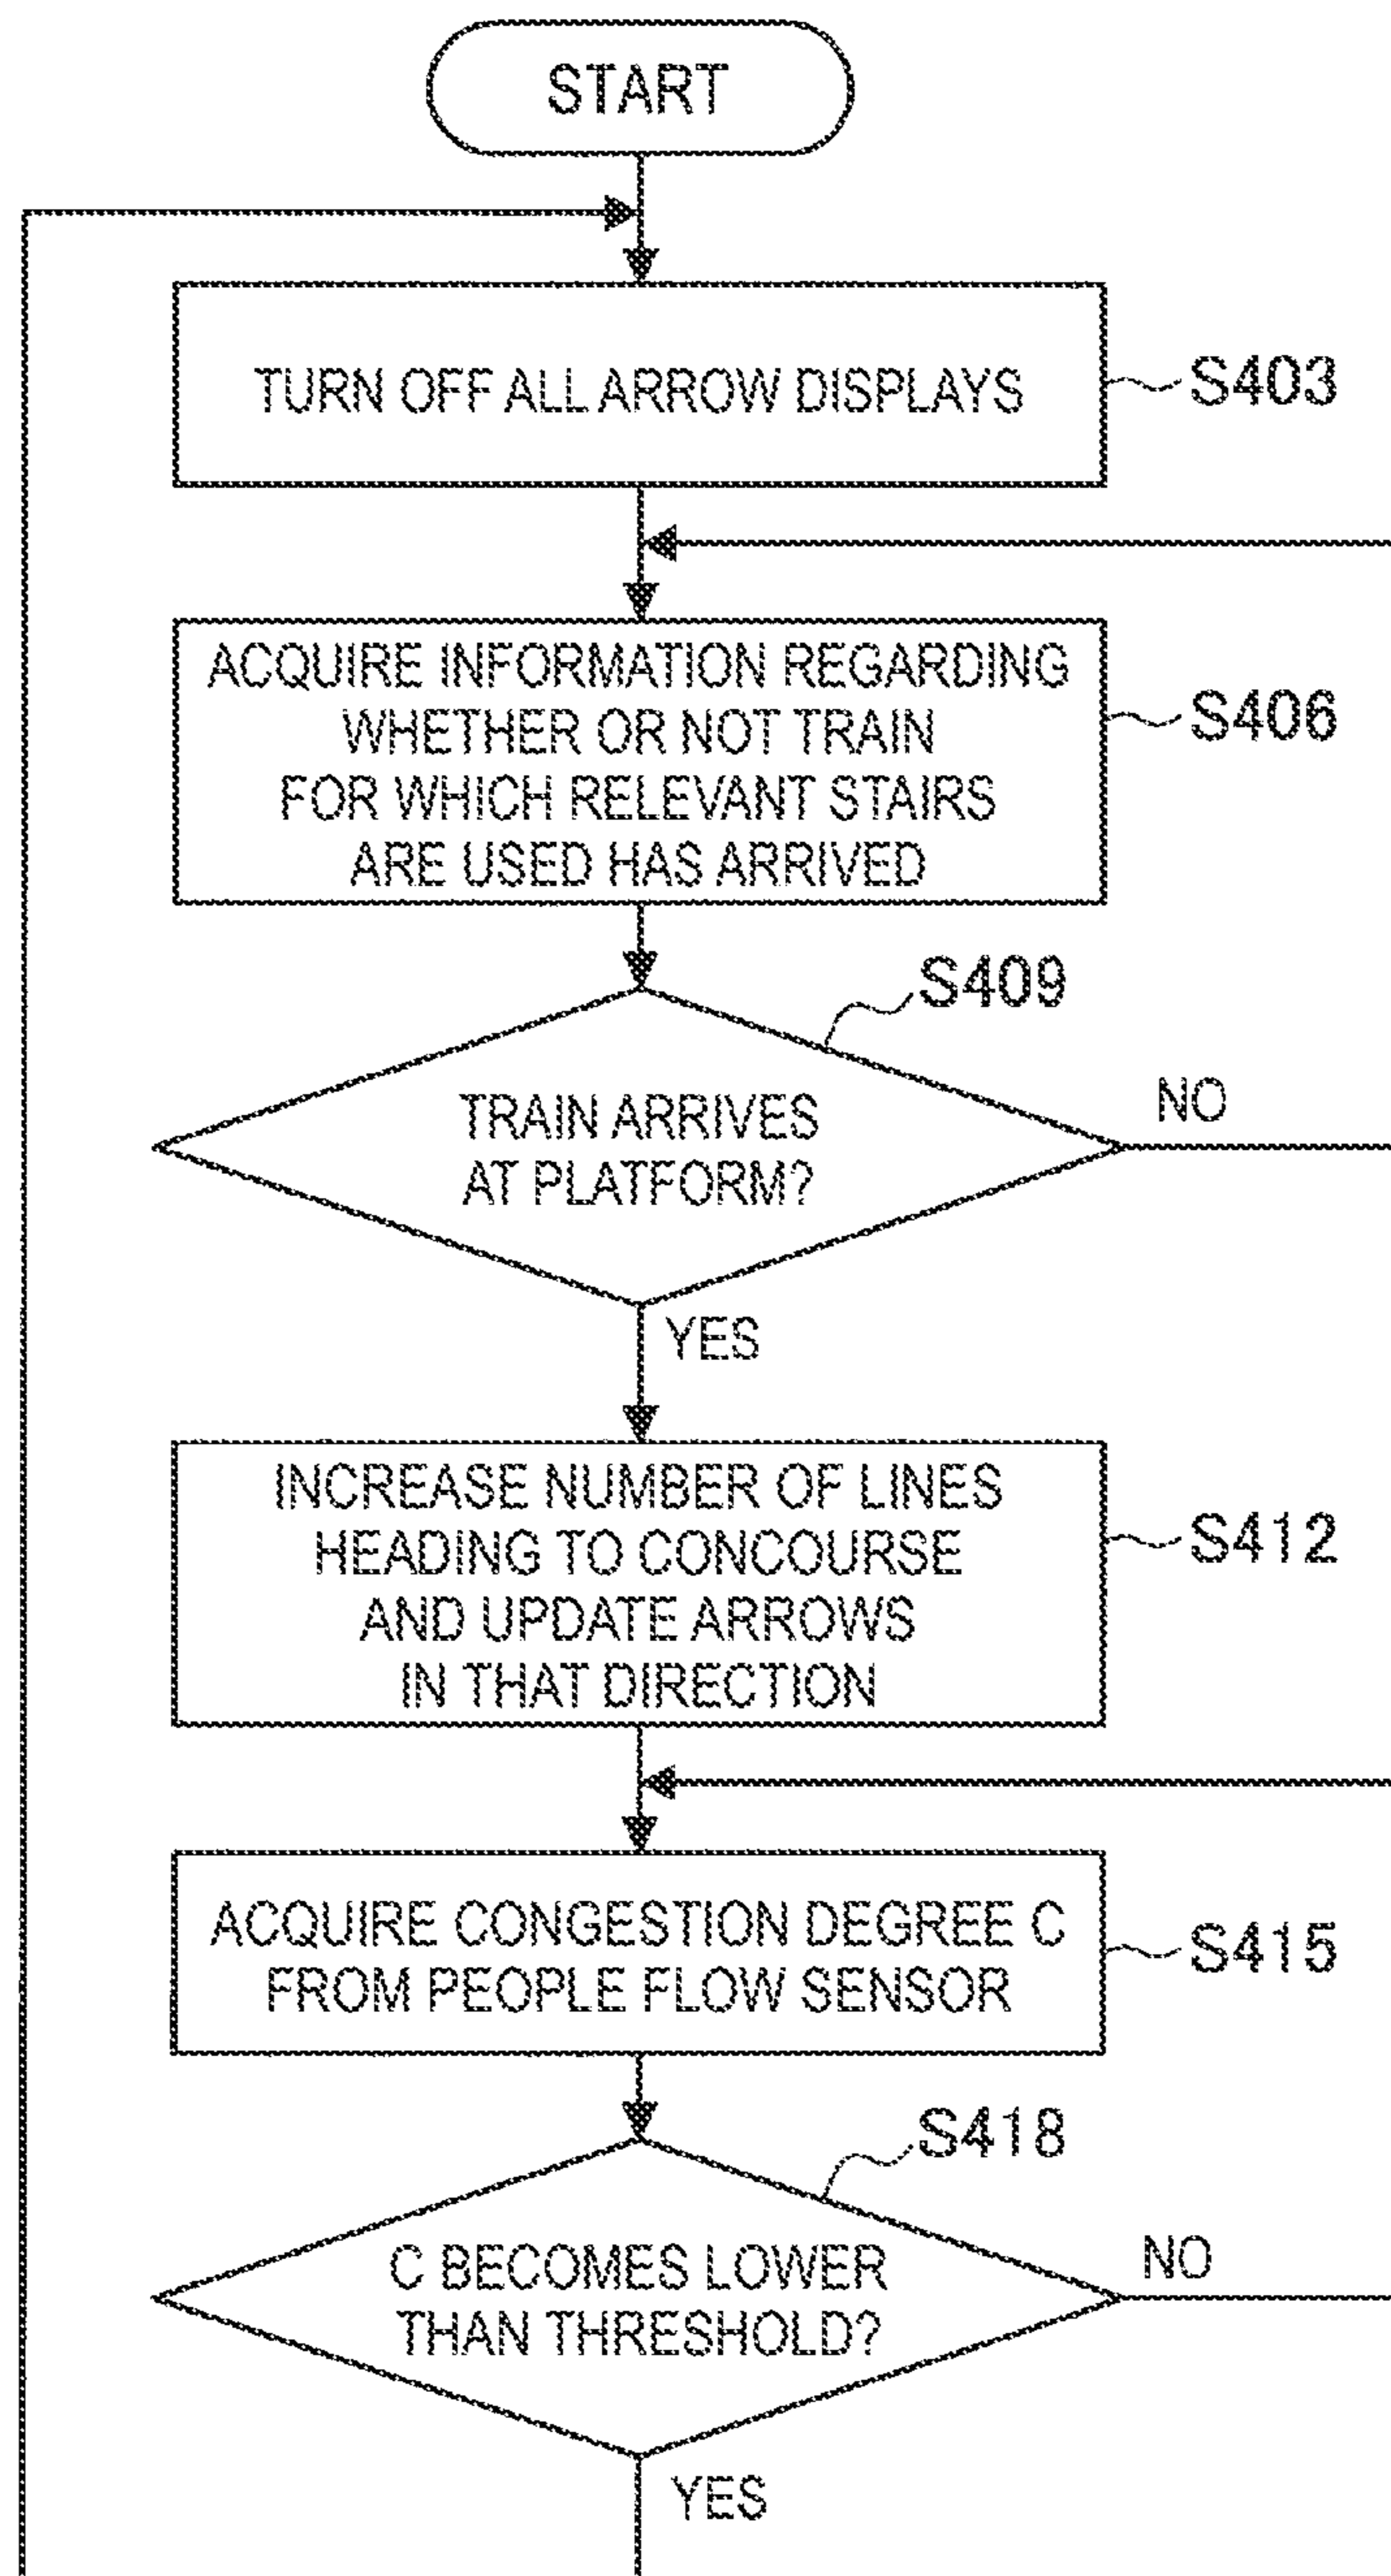 START
TURN OFF ALL ARROW DISPLAYS
S403
ACQUIRE INFORMATION REGARDING
WHETHER OR NOT TRAIN
FOR WHICH RELEVANT STAIRS
ARE USED HAS ARRIVED
S406
S409
TRAIN ARRIVES
AT PLATFORM?
NO
YES
INCREASE NUMBER OF LINES
HEADING TO CONCOURSE
AND UPDATE ARROWS
IN THAT DIRECTION
S412
ACQUIRE CONGESTION DEGREE C
FROM PEOPLE FLOW SENSOR
S415
S418
C BECOMES LOWER
THAN THRESHOLD?
NO
YES